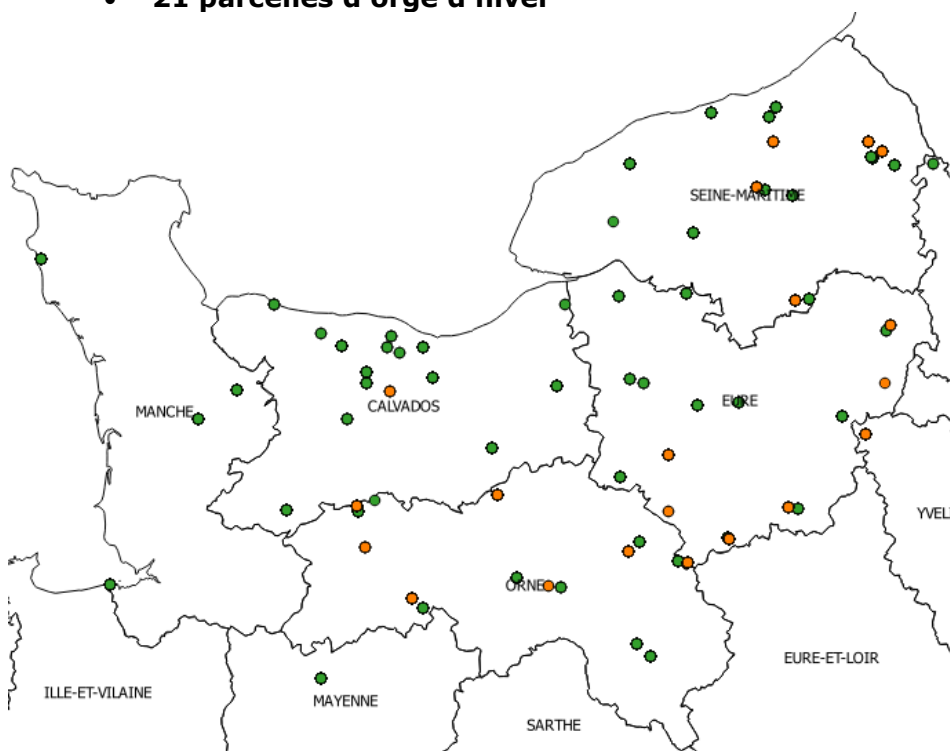 • 21 parcelles d'orge d'hiver
SEINE-MARITIME
MANCHE
CALVADOS
EURE
YVEL
ORNE
EURE-ET-LOIR
ILLE-ET-VILAINE
MAYENNE
SARTHE